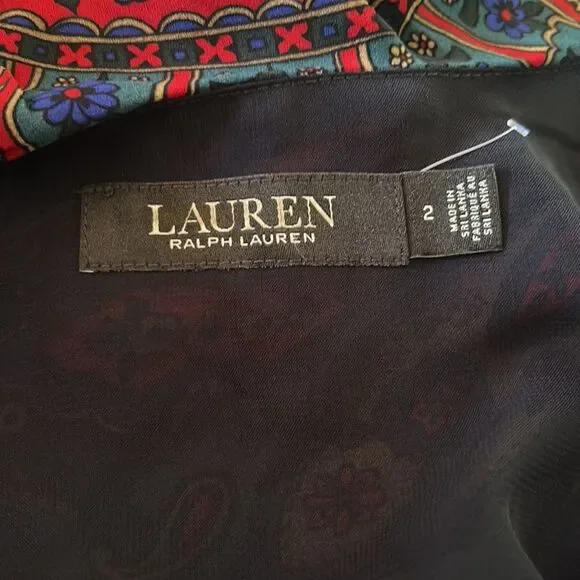 LAUREN
RALPH LAUREN
2
MADE IN
SRI LANKA
FABRIQUÉ AU
SRI LANKA